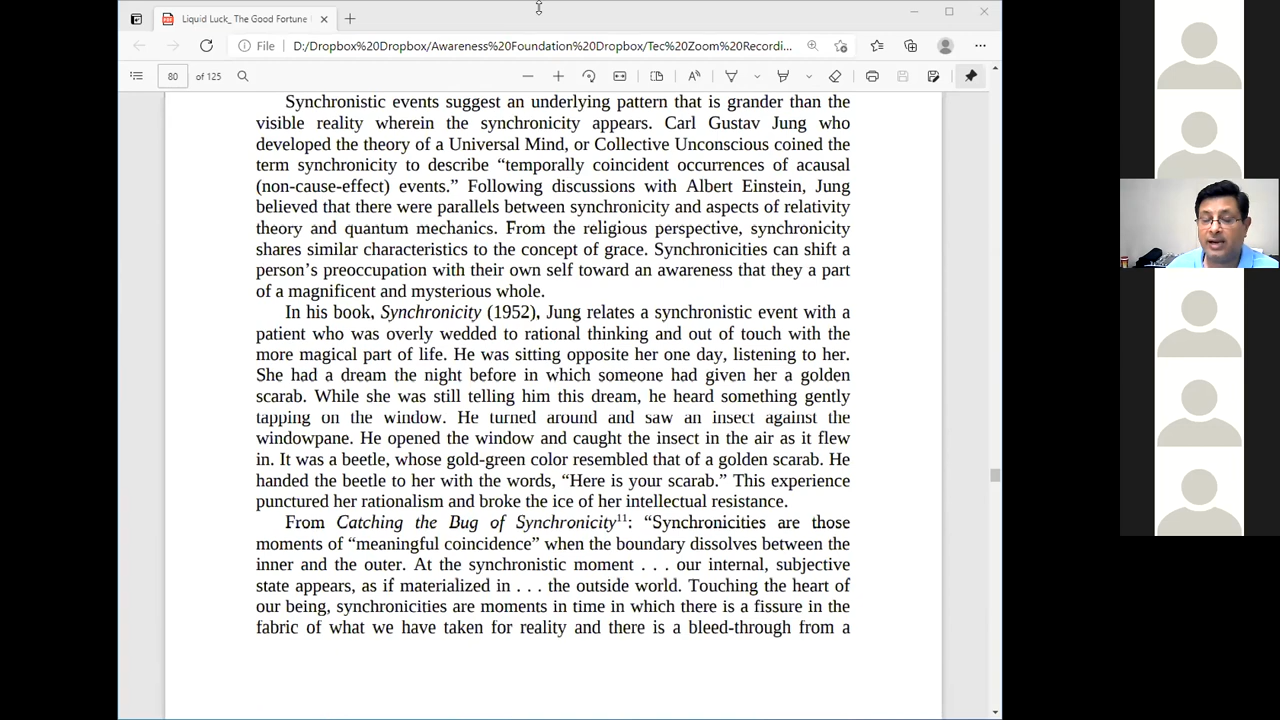 Liquid Luck_ The Good Fortune
File
D:/Dropbox%20Dropbox/Awareness%20Foundation%20Dropbox/Tec%20Zoom%20Recordi...
80 of 125
Synchronistic events suggest an underlying pattern that is grander than the
visible reality wherein the synchronicity appears. Carl Gustav Jung who
developed the theory of a Universal Mind, or Collective Unconscious coined the
term synchronicity to describe “temporally coincident occurrences of acausal
(non-cause-effect) events.” Following discussions with Albert Einstein, Jung
believed that there were parallels between synchronicity and aspects of relativity
theory and quantum mechanics. From the religious perspective, synchronicity
shares similar characteristics to the concept of grace. Synchronicities can shift a
person’s preoccupation with their own self toward an awareness that they a part
of a magnificent and mysterious whole.
In his book, Synchronicity (1952), Jung relates a synchronistic event with a
patient who was overly wedded to rational thinking and out of touch with the
more magical part of life. He was sitting opposite her one day, listening to her.
She had a dream the night before in which someone had given her a golden
scarab. While she was still telling him this dream, he heard something gently
tapping on the window. He turned around and saw an insect against the
windowpane. He opened the window and caught the insect in the air as it flew
in. It was a beetle, whose gold-green color resembled that of a golden scarab. He
handed the beetle to her with the words, “Here is your scarab.” This experience
punctured her rationalism and broke the ice of her intellectual resistance.
From Catching the Bug of Synchronicity11: “Synchronicities are those
moments of “meaningful coincidence” when the boundary dissolves between the
inner and the outer. At the synchronistic moment . . . our internal, subjective
state appears, as if materialized in . . . the outside world. Touching the heart of
our being, synchronicities are moments in time in which there is a fissure in the
fabric of what we have taken for reality and there is a bleed-through from a